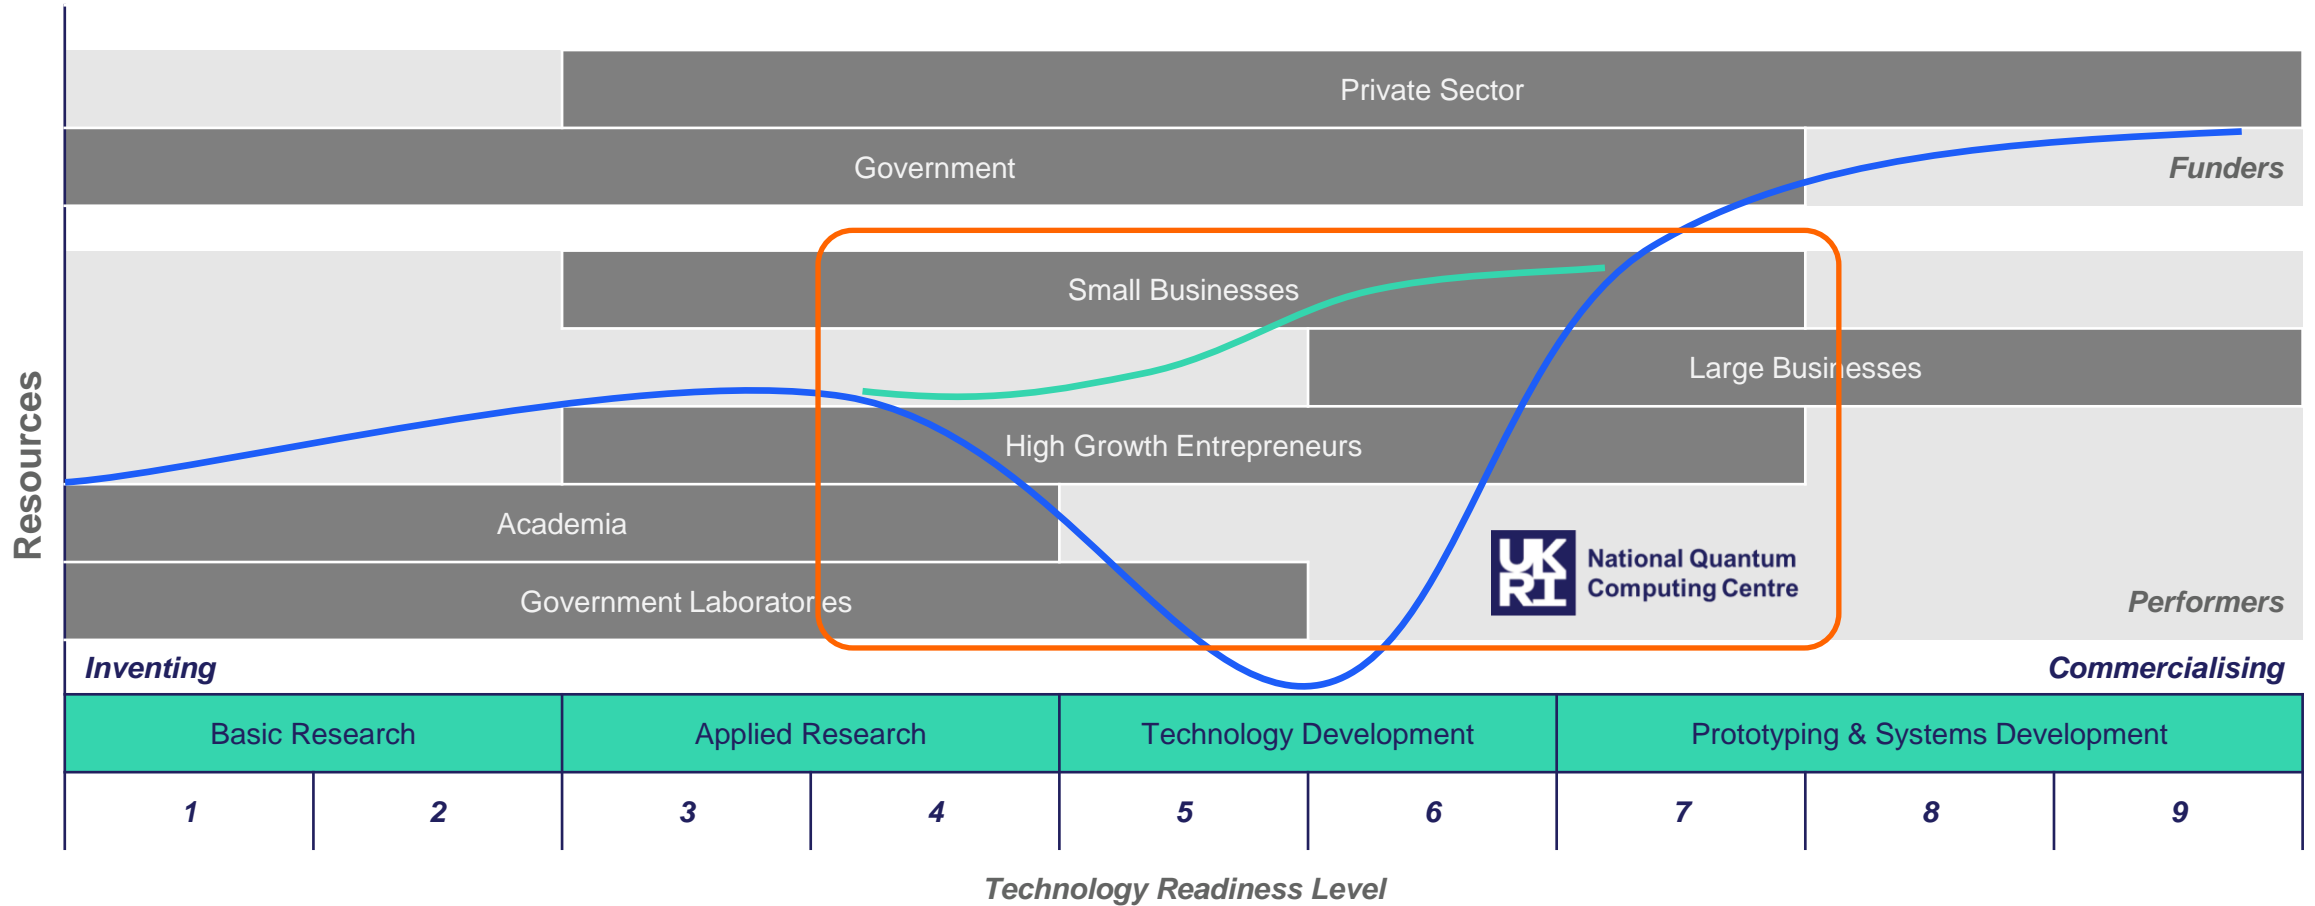 Private Sector
Government
Funders
Small Businesses
Large Businesses
High Growth Entrepreneurs
Academia
Government Laboratories
UK
RI
National Quantum
Computing Centre
Performers
Resources
Inventing
Commercialising
Basic Research
Applied Research
Technology Development
Prototyping & Systems Development
1
2
3
4
5
6
7
8
9
Technology Readiness Level